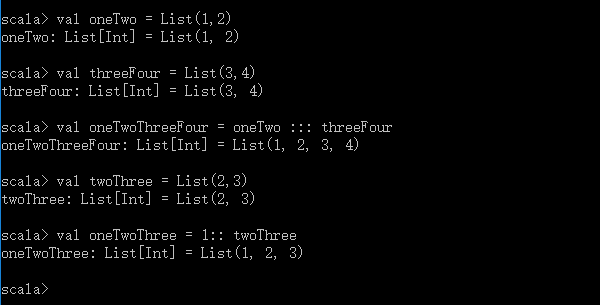 scala> val oneTwo = List(1,2)
oneTwo: List[Int] = List(1, 2)
scala> val threeFour = List(3,4)
threeFour: List[Int] = List(3, 4)
scala> val oneTwoThreeFour = oneTwo ::: threeFour
oneTwoThreeFour: List[Int] = List(1, 2, 3, 4)
scala> val twoThree = List(2,3)
twoThree: List[Int] = List(2, 3)
scala> val oneTwoThree = 1:: twoThree
oneTwoThree: List[Int] = List(1, 2, 3)
scala>